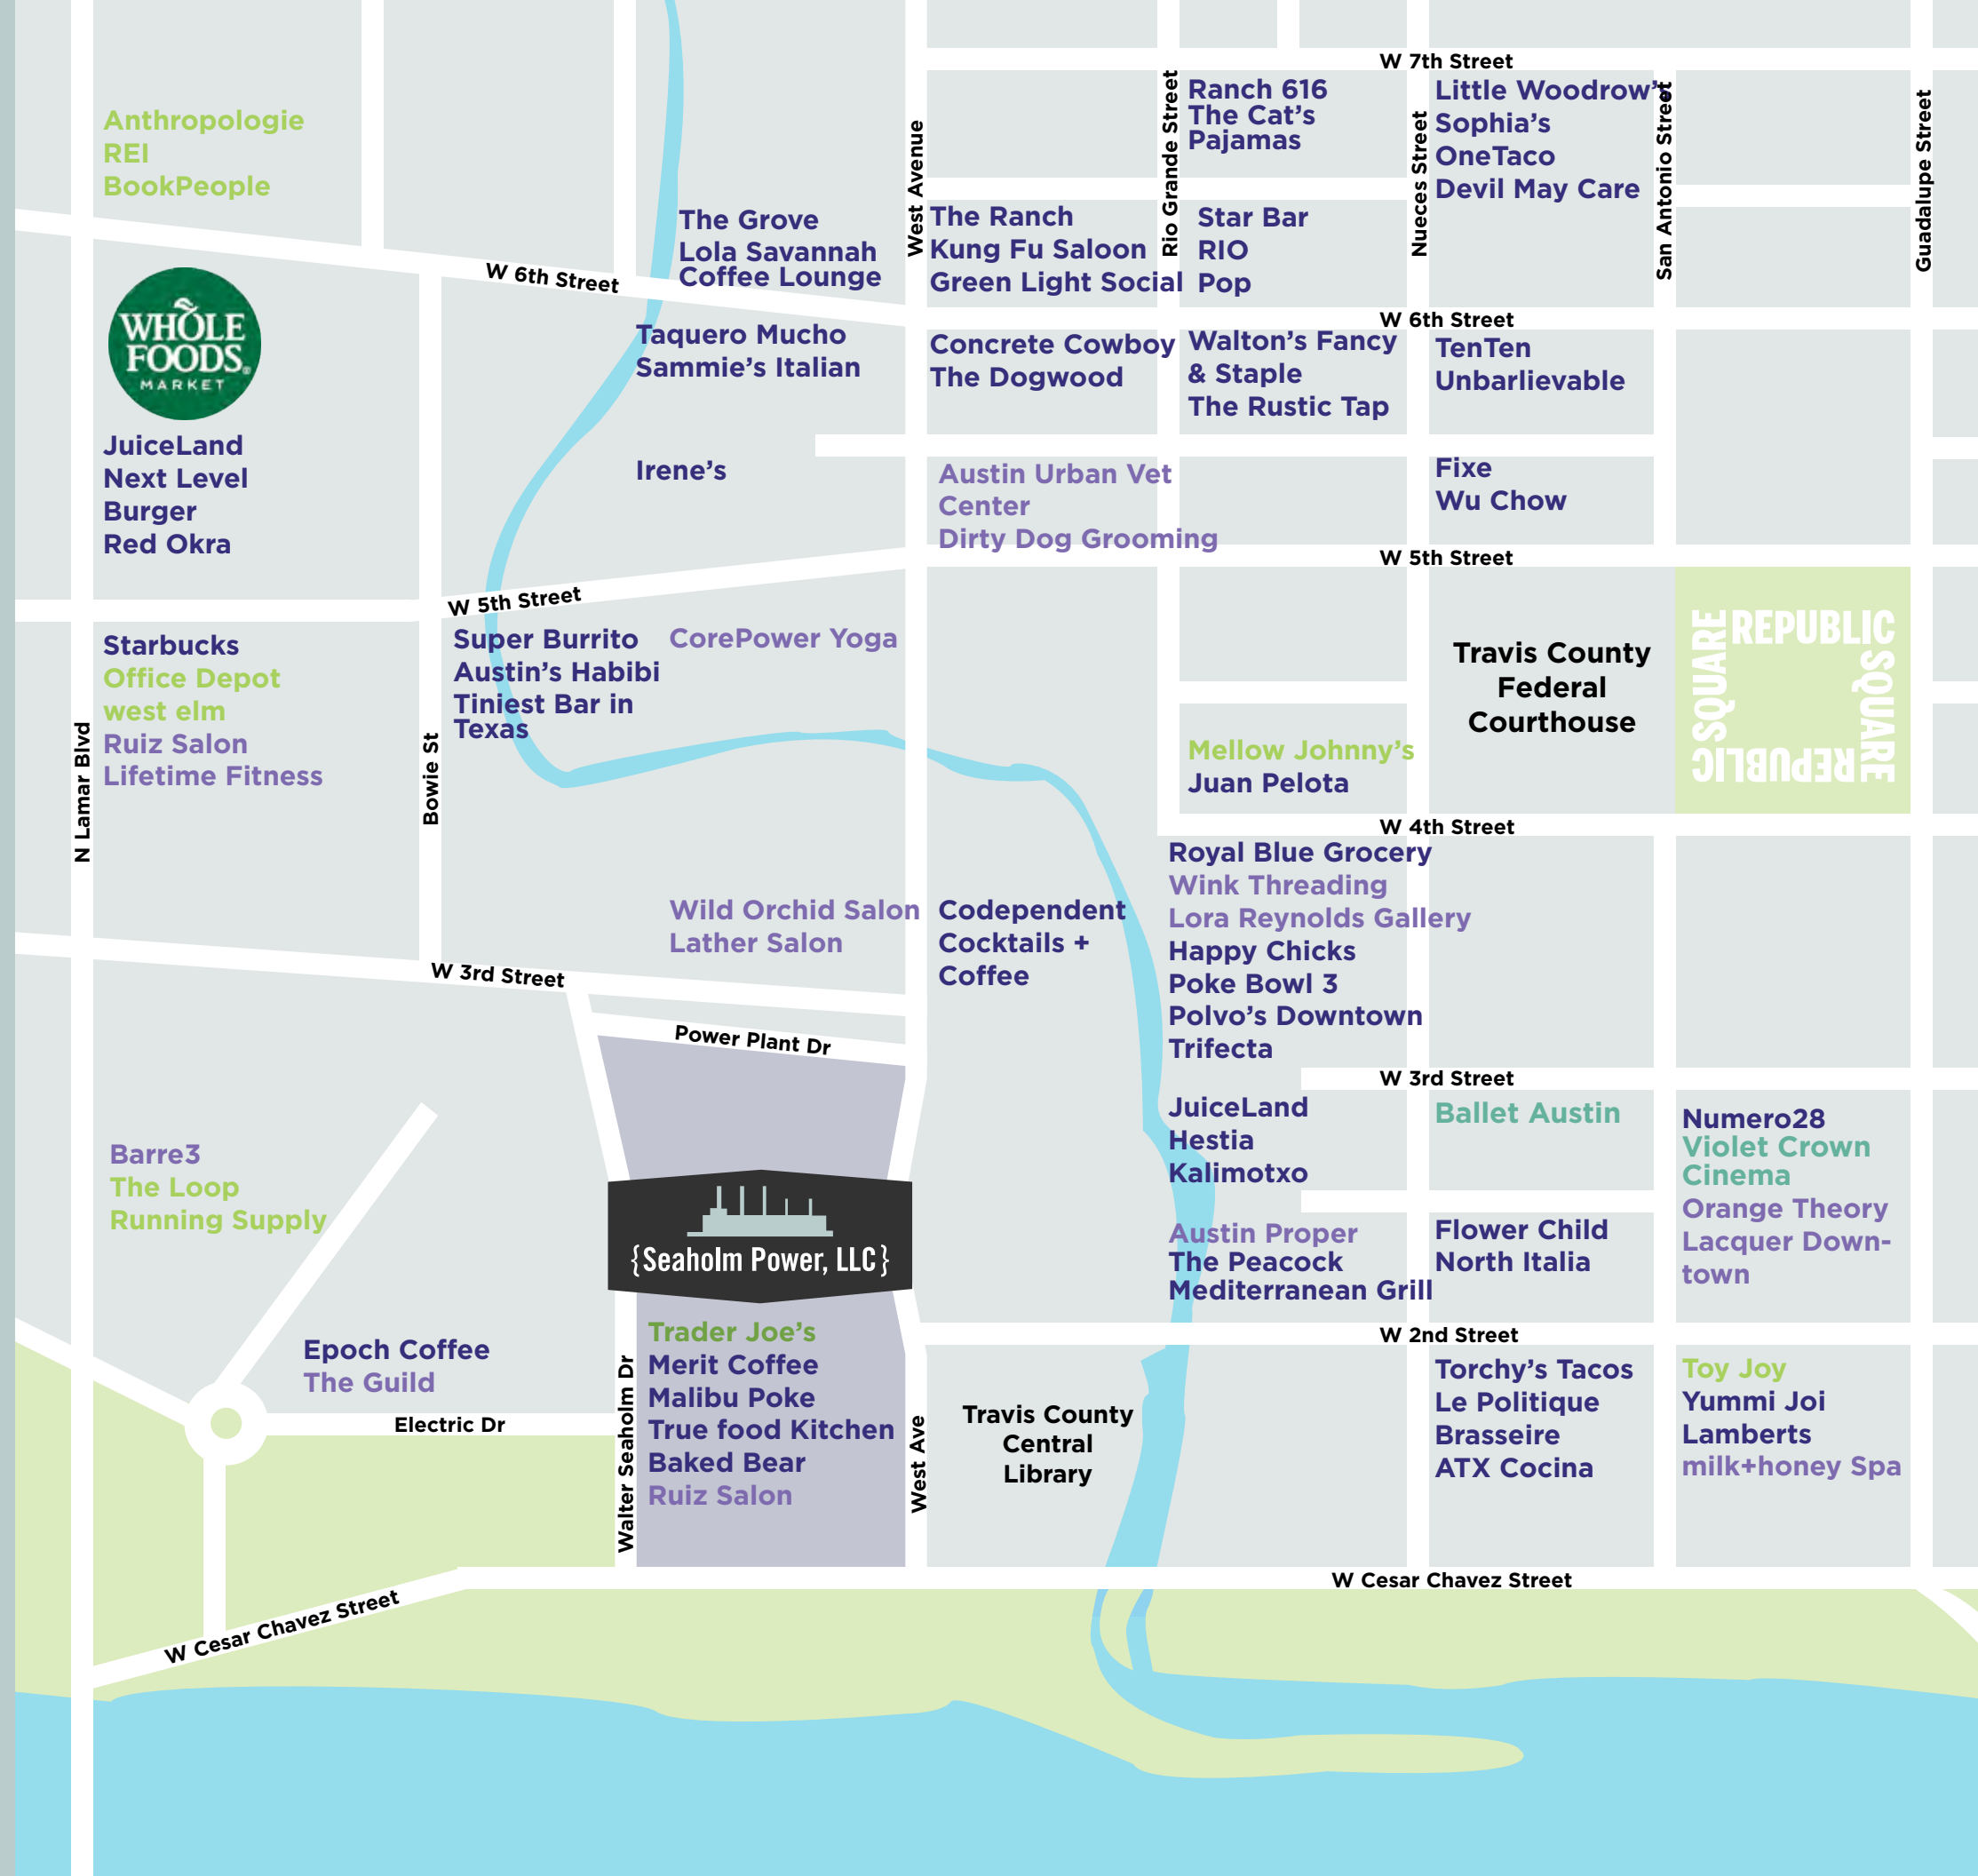 W 7th Street
Anthropologie
REI
BookPeople
Ranch 616
The Cat's
Pajamas
Little Woodrow's
Sophia's
OneTaco
Devil May Care
West Avenue
Rio Grande Street
Nueces Street
San Antonio Street
Guadalupe Street
The Grove
Lola Savannah
Coffee Lounge
The Ranch
Kung Fu Saloon
Green Light Social
Star Bar
RIO
Pop
W 6th Street
W 6th Street
WHOLE
FOODS®
MARKET
Taquero Mucho
Sammie's Italian
Concrete Cowboy
The Dogwood
Walton's Fancy
& Staple
The Rustic Tap
TenTen
Unbarlievable
JuiceLand
Next Level
Burger
Red Okra
Irene's
Austin Urban Vet
Center
Dirty Dog Grooming
Fixe
Wu Chow
W 5th Street
W 5th Street
Starbucks
Office Depot
west elm
Ruiz Salon
Lifetime Fitness
Super Burrito
Austin's Habibi
Tiniest Bar in
Texas
CorePower Yoga
Travis County
Federal
Courthouse
REPUBLIC
SQUARE
REPUBLIC
SQUARE
N Lamar Blvd
Bowie St
Mellow Johnny's
Juan Pelota
W 4th Street
Wild Orchid Salon
Lather Salon
Codependent
Cocktails +
Coffee
Royal Blue Grocery
Wink Threading
Lora Reynolds Gallery
Happy Chicks
Poke Bowl 3
Polvo's Downtown
Trifecta
W 3rd Street
Power Plant Dr
W 3rd Street
Barre3
The Loop
Running Supply
JuiceLand
Hestia
Kalimotxo
Ballet Austin
Numero28
Violet Crown
Cinema
Orange Theory
Lacquer Down-
town
{Seaholm Power, LLC}
Austin Proper
The Peacock
Mediterranean Grill
Flower Child
North Italia
W 2nd Street
Epoch Coffee
The Guild
Electric Dr
Walter Seaholm Dr
Trader Joe's
Merit Coffee
Malibu Poke
True food Kitchen
Baked Bear
Ruiz Salon
West Ave
Travis County
Central
Library
Torchy's Tacos
Le Politique
Brasseire
ATX Cocina
Toy Joy
Yummi Joi
Lamberts
milk+honey Spa
W Cesar Chavez Street
W Cesar Chavez Street